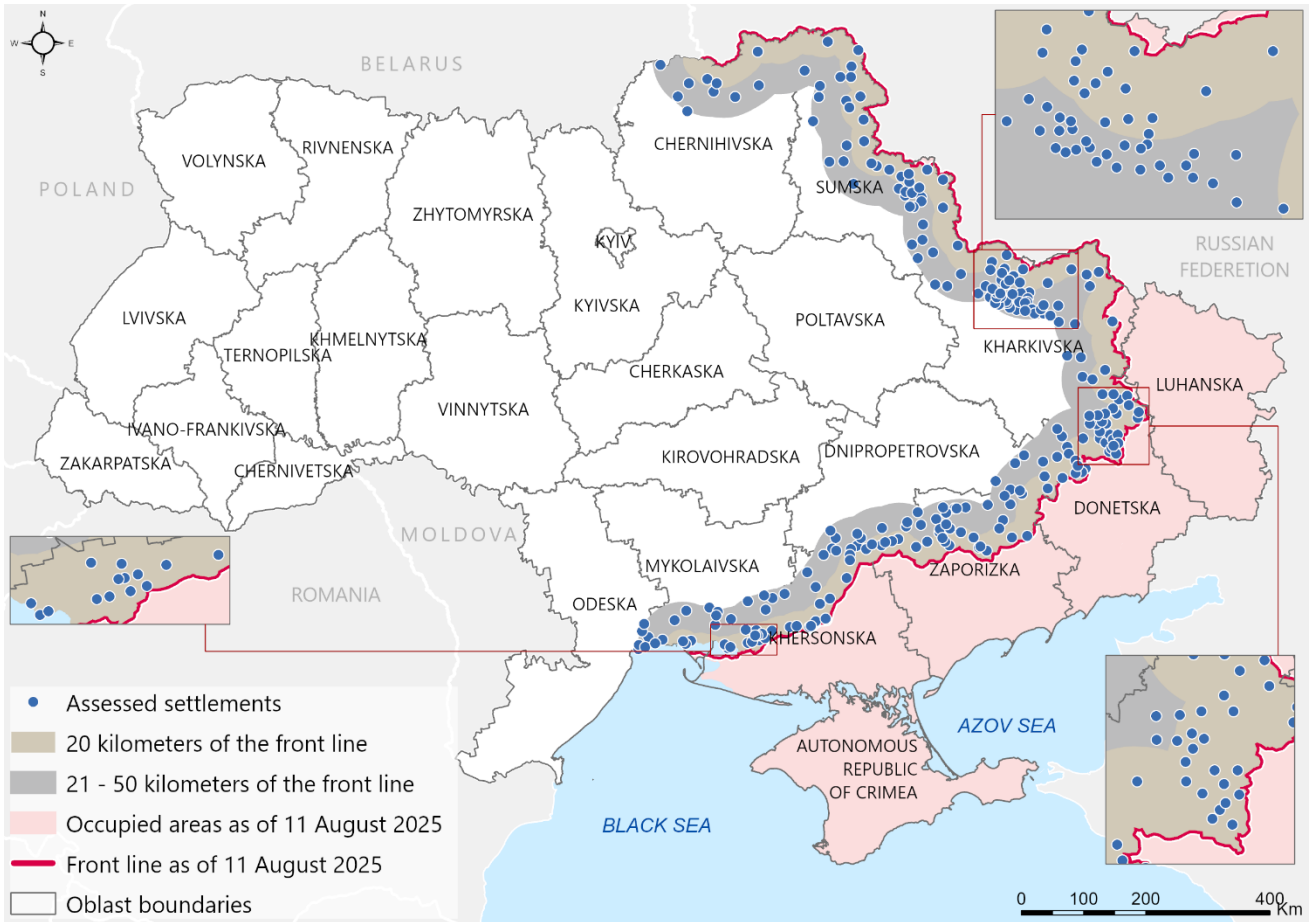 N
W
E
S
BELARUS
POLAND
VOLYNSKA
RIVNENSKA
ZHYTOMYRSKA
KYIV
KYIVSKA
CHERNIHIVSKA
SUMSKA
RUSSIAN
FEDERETION
LVIVSKA
TERNOPILSKA
KHMELNYTSKA
VINNYTSKA
CHERKASKA
POLTAVSKA
KHARKIVSKA
LUHANSKA
IVANO-FRANKIVSKA
ZAKARPATSKA
CHERNIVETSKA
KIROVOHRADSKA
DNIPROPETROVSKA
DONETSKA
MOLDOVA
ROMANIA
MYKOLAIVSKA
ODESKA
ZAPORIZKA
KHERSONSKA
AUTONOMOUS
REPUBLIC
OF CRIMEA
AZOV SEA
BLACK SEA
Assessed settlements
20 kilometers of the front line
21 - 50 kilometers of the front line
Occupied areas as of 11 August 2025
Front line as of 11 August 2025
Oblast boundaries
0 100 200 400
Km